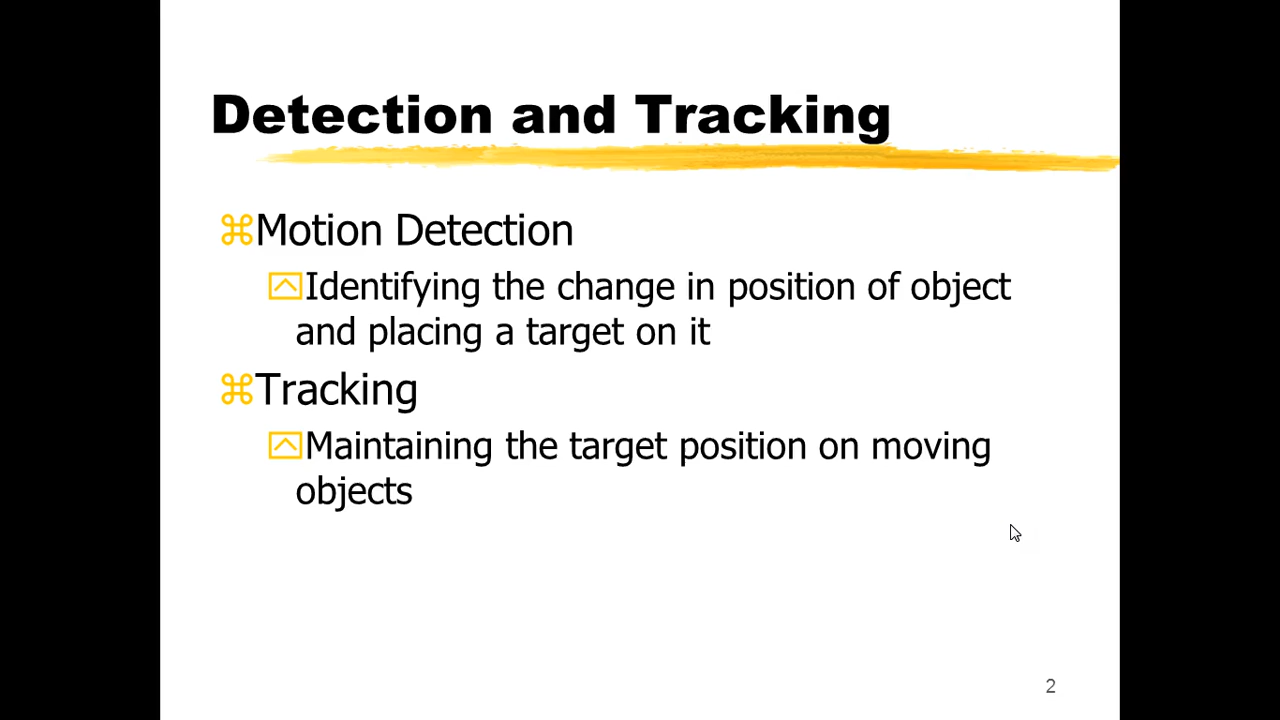 Detection and Tracking
Motion Detection
Identifying the change in position of object
and placing a target on it
Tracking
Maintaining the target position on moving
objects
2